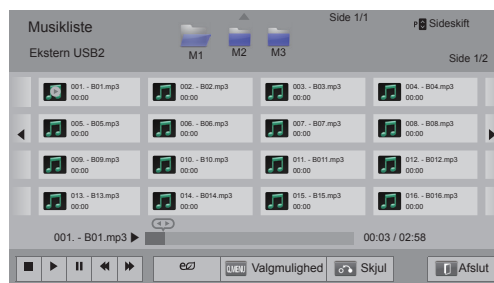 Musikliste
Side 1/1
P Sideskift
Ekstern USB2
M1 M2 M3
Side 1/2
001. - B01.mp3
00:00
002. - B02.mp3
00:00
003. - B03.mp3
00:00
004. - B04.mp3
00:00
005. - B05.mp3
00:00
006. - B06.mp3
00:00
007. - B07.mp3
00:00
008. - B08.mp3
00:00
009. - B09.mp3
00:00
010. - B10.mp3
00:00
011. - B011.mp3
00:00
012. - B012.mp3
00:00
013. - B13.mp3
00:00
014. - B014.mp3
00:00
015. - B15.mp3
00:00
016. - B016.mp3
00:00
001. - B01.mp3
00:03 / 02:58
Q.MENU Valgmulighed Skjul Afslut